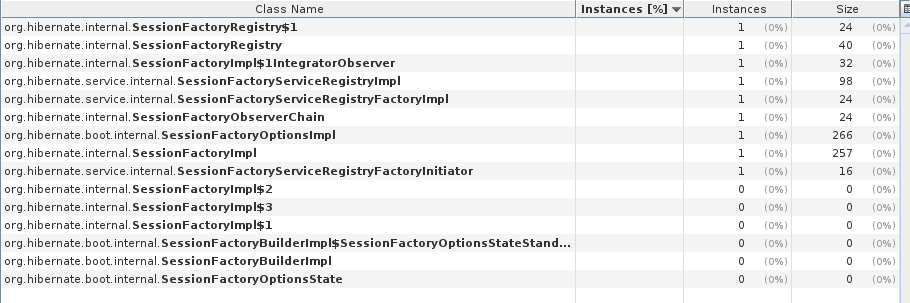 Class Name Instances [%] Instances Size
org.hibernate.internal.SessionFactoryRegistry$1 1 (0%) 24 (0%)
org.hibernate.internal.SessionFactoryRegistry 1 (0%) 40 (0%)
org.hibernate.internal.SessionFactoryImpl$1IntegratorObserver 1 (0%) 32 (0%)
org.hibernate.service.internal.SessionFactoryServiceRegistryImpl 1 (0%) 98 (0%)
org.hibernate.service.internal.SessionFactoryServiceRegistryFactoryImpl 1 (0%) 24 (0%)
org.hibernate.internal.SessionFactoryObserverChain 1 (0%) 24 (0%)
org.hibernate.boot.internal.SessionFactoryOptionsImpl 1 (0%) 266 (0%)
org.hibernate.internal.SessionFactoryImpl 1 (0%) 257 (0%)
org.hibernate.service.internal.SessionFactoryServiceRegistryFactoryInitiator 1 (0%) 16 (0%)
org.hibernate.internal.SessionFactoryImpl$2 0 (0%) 0 (0%)
org.hibernate.internal.SessionFactoryImpl$3 0 (0%) 0 (0%)
org.hibernate.internal.SessionFactoryImpl$1 0 (0%) 0 (0%)
org.hibernate.boot.internal.SessionFactoryBuilderImpl$SessionFactoryOptionsStateStand... 0 (0%) 0 (0%)
org.hibernate.boot.internal.SessionFactoryBuilderImpl 0 (0%) 0 (0%)
org.hibernate.boot.internal.SessionFactoryOptionsState 0 (0%) 0 (0%)